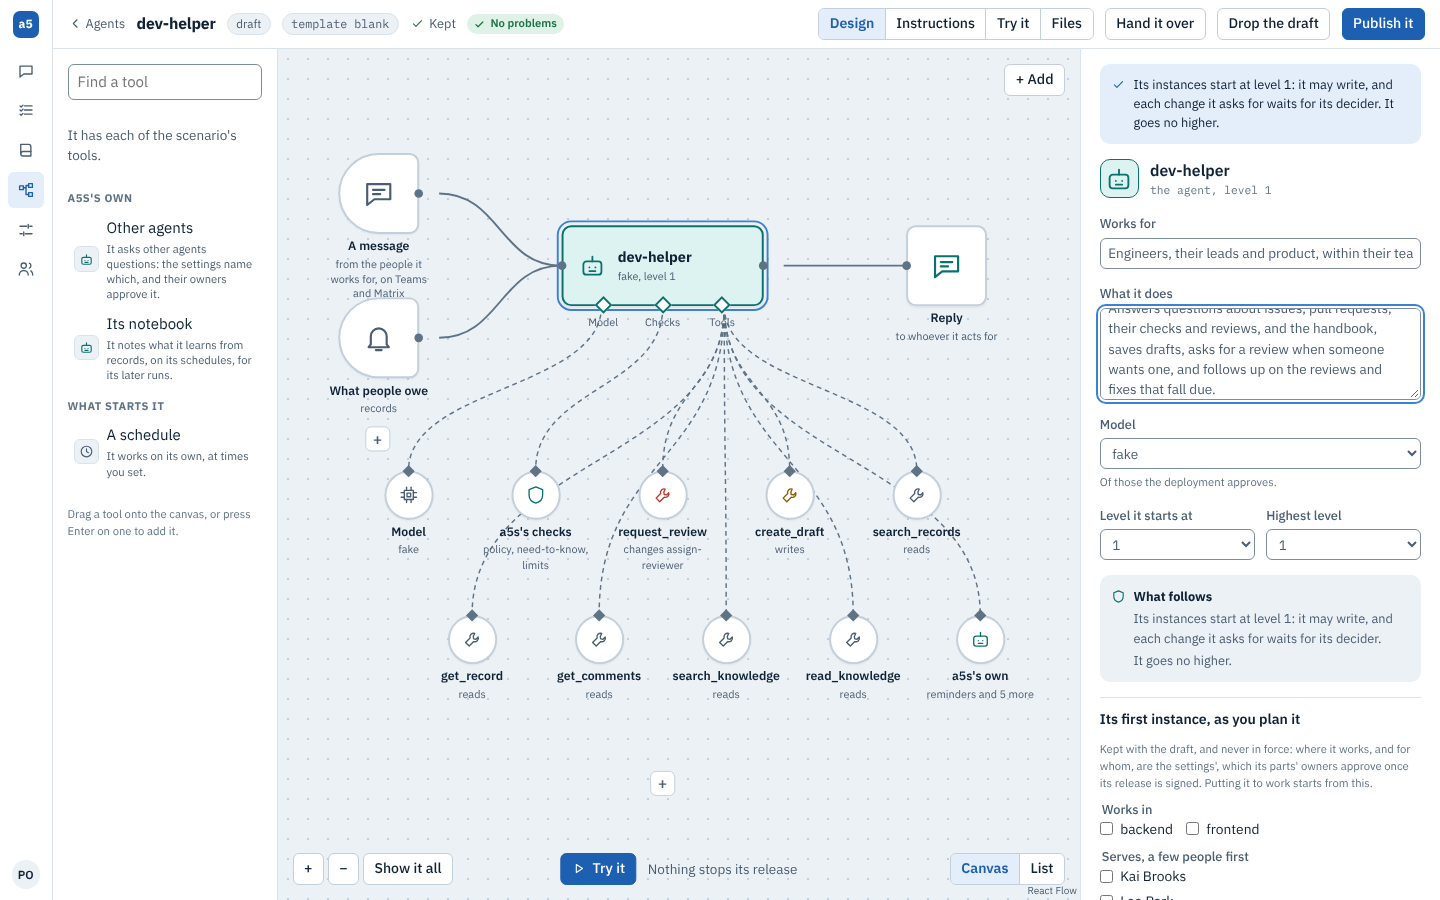 a5
Agents
dev-helper
draft
template blank
Kept
No problems
Design
Instructions
Try it
Files
Hand it over
Drop the draft
Publish it
Find a tool
It has each of the scenario's
tools.
A5S'S OWN
Other agents
It asks other agents
questions: the settings name
which, and their owners
approve it.
Its notebook
It notes what it learns from
records, on its schedules, for
its later runs.
WHAT STARTS IT
A schedule
It works on its own, at times
you set.
Drag a tool onto the canvas, or press
Enter on one to add it.
PO
+ Add
A message
from the people it
works for, on Teams
and Matrix
What people owe
records
+
dev-helper
fake, level 1
Model
Checks
Tools
Reply
to whoever it acts for
Model
fake
a5s's checks
policy, need-to-know,
limits
request_review
changes assign-
reviewer
create_draft
writes
search_records
reads
get_record
reads
get_comments
reads
search_knowledge
reads
read_knowledge
reads
a5s's own
reminders and 5 more
+
+
−
Show it all
Try it
Nothing stops its release
Canvas
List
React Flow
Its instances start at level 1: it may write, and
each change it asks for waits for its decider. It
goes no higher.
dev-helper
the agent, level 1
Works for
Engineers, their leads and product, within their tea
What it does
Answers questions about issues, pull requests,
their checks and reviews, and the handbook,
saves drafts, asks for a review when someone
wants one, and follows up on the reviews and
fixes that fall due.
Model
fake
Of those the deployment approves.
Level it starts at
Highest level
1
1
What follows
Its instances start at level 1: it may write, and
each change it asks for waits for its decider.
It goes no higher.
Its first instance, as you plan it
Kept with the draft, and never in force: where it works, and for
whom, are the settings', which its parts' owners approve once
its release is signed. Putting it to work starts from this.
Works in
backend
frontend
Serves, a few people first
Kai Brooks